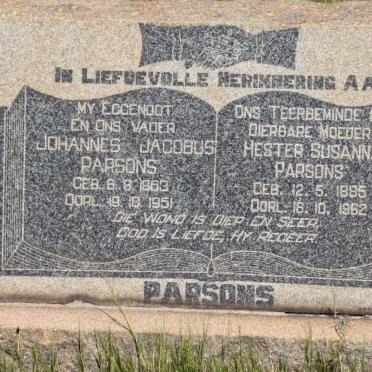 IN LIEFDEVOLLE HERINNERING AA
MY EGGENOOT
EN ONS VADER
JOHANNES JACOBUS
PARSONS
GEB. 8. 8. 1863
OORL. 19. 10. 1951
ONS TEERBEMINDE
DIERBARE MOEDER
HESTER SUSANNA
PARSONS
GEB. 12. 5. 1895
OORL. 16. 10. 1962
"DIE WOND IS DIEP EN SEER,
GOD IS LIEFDE, HY REGEER"
PARSONS